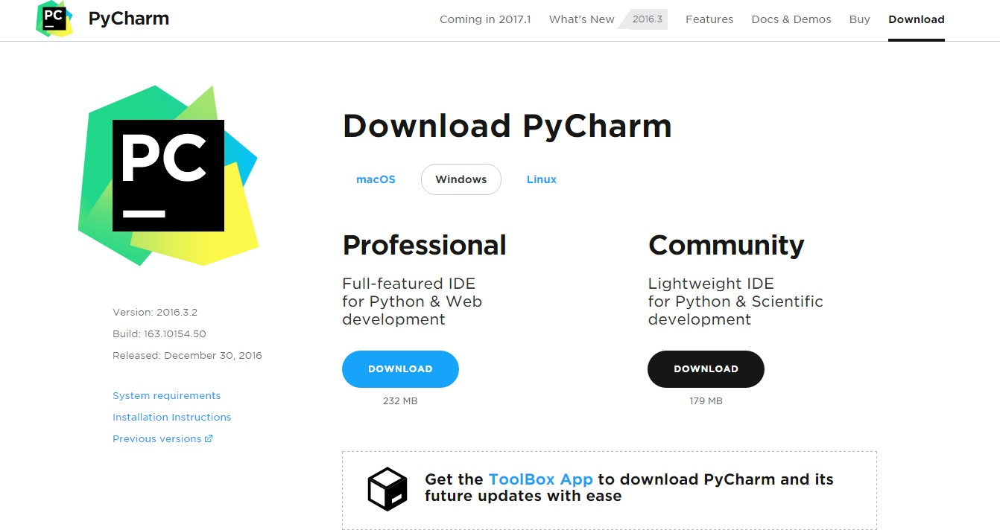 PC PyCharm
Coming in 2017.1 What's New 2016.3 Features Docs & Demos Buy Download
PC
Download PyCharm
macOS Windows Linux
Professional
Full-featured IDE
for Python & Web
development
DOWNLOAD
232 MB
Community
Lightweight IDE
for Python & Scientific
development
DOWNLOAD
179 MB
Version: 2016.3.2
Build: 163.10154.50
Released: December 30, 2016
System requirements
Installation Instructions
Previous versions
Get the ToolBox App to download PyCharm and its
future updates with ease